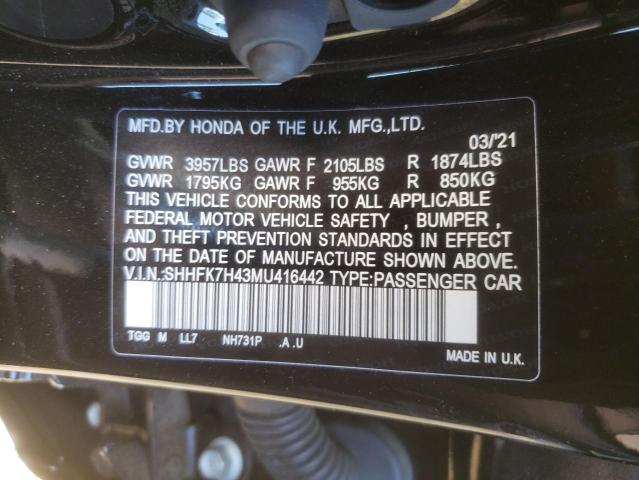 MFD.BY HONDA OF THE U.K. MFG.,LTD.
03/'21
GVWR 3957LBS GAWR F 2105LBS R 1874LBS
GVWR 1795KG GAWR F 955KG R 850KG
THIS VEHICLE CONFORMS TO ALL APPLICABLE
FEDERAL MOTOR VEHICLE SAFETY , BUMPER ,
AND THEFT PREVENTION STANDARDS IN EFFECT
ON THE DATE OF MANUFACTURE SHOWN ABOVE.
V.I.N.:SHHFK7H43MU416442 TYPE:PASSENGER CAR
TGG M LL7 NH731P .A .U
MADE IN U.K.